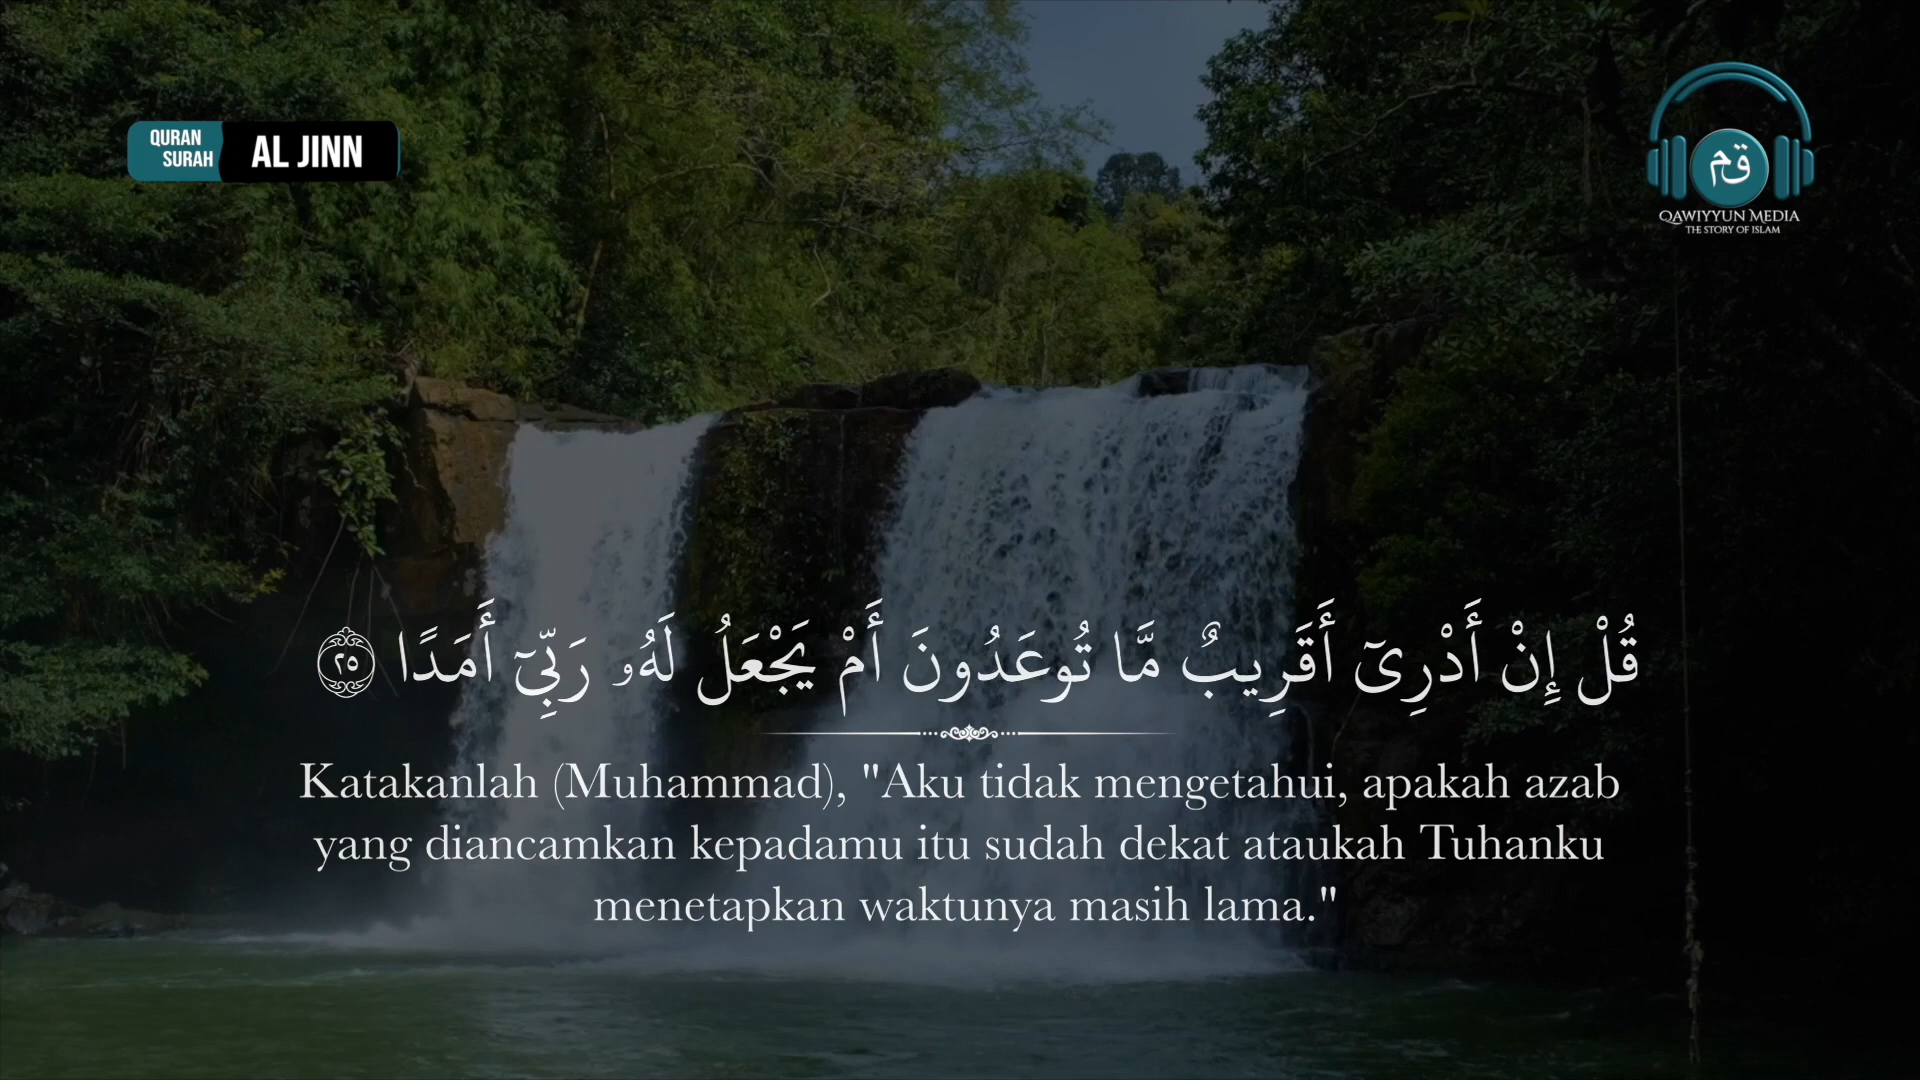 QURAN
SURAH
AL JINN
قم
QAWIYYUN MEDIA
THE STORY OF ISLAM
قُلْ إِنْ أَدْرِىٓ أَقَرِيبٌ مَّا تُوعَدُونَ أَمْ يَجْعَلُ لَهُۥ رَبِّىٓ أَمَدًا ٢٥
Katakanlah (Muhammad), "Aku tidak mengetahui, apakah azab
yang diancamkan kepadamu itu sudah dekat ataukah Tuhanku
menetapkan waktunya masih lama."